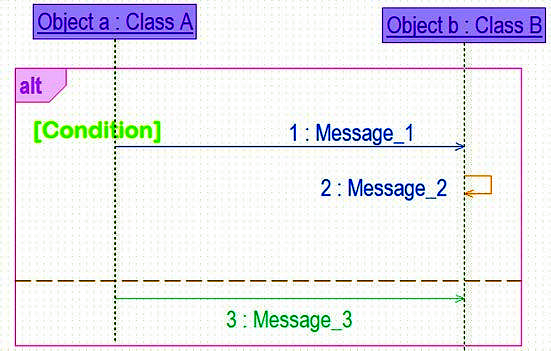 Object a : Class A
Object b : Class B
alt
[Condition]
1 : Message_1
2 : Message_2
3 : Message_3